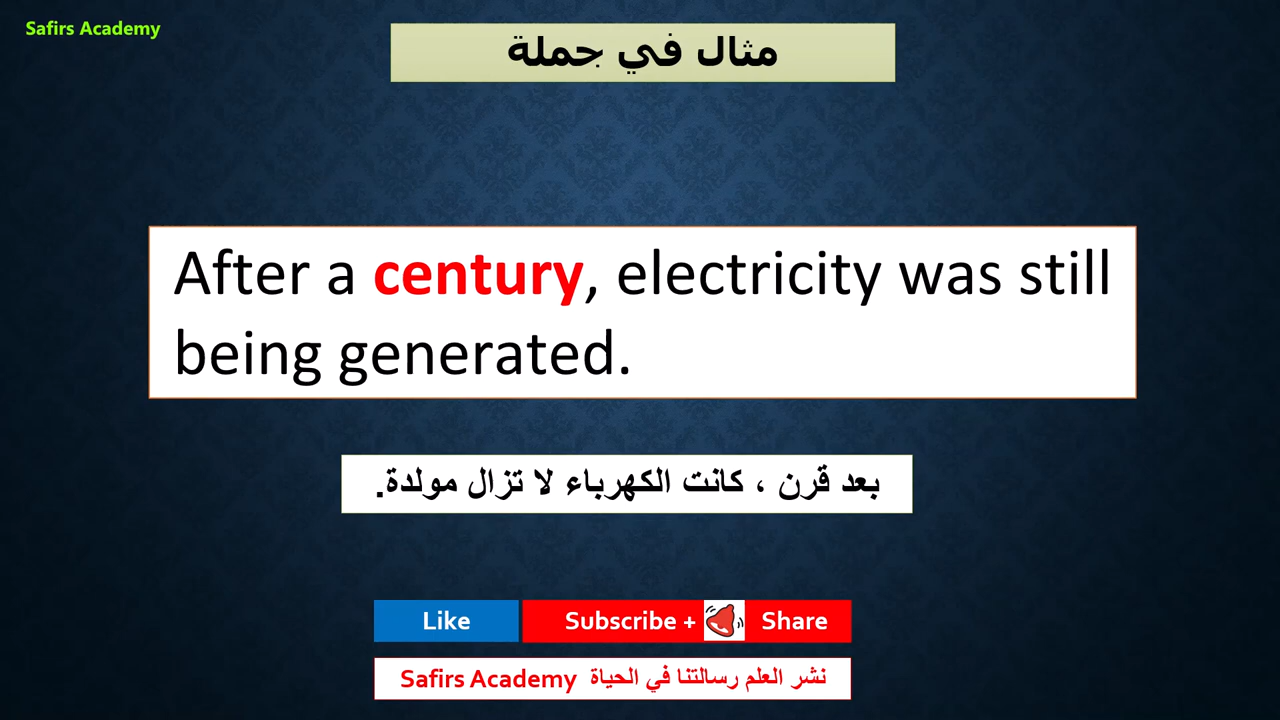 Safirs Academy
مثال في جملة
After a century, electricity was still
being generated.
بعد قرن ، كانت الكهرباء لا تزال مولدة.
Like
Subscribe +
Share
نشر العلم رسالتنا في الحياة Safirs Academy